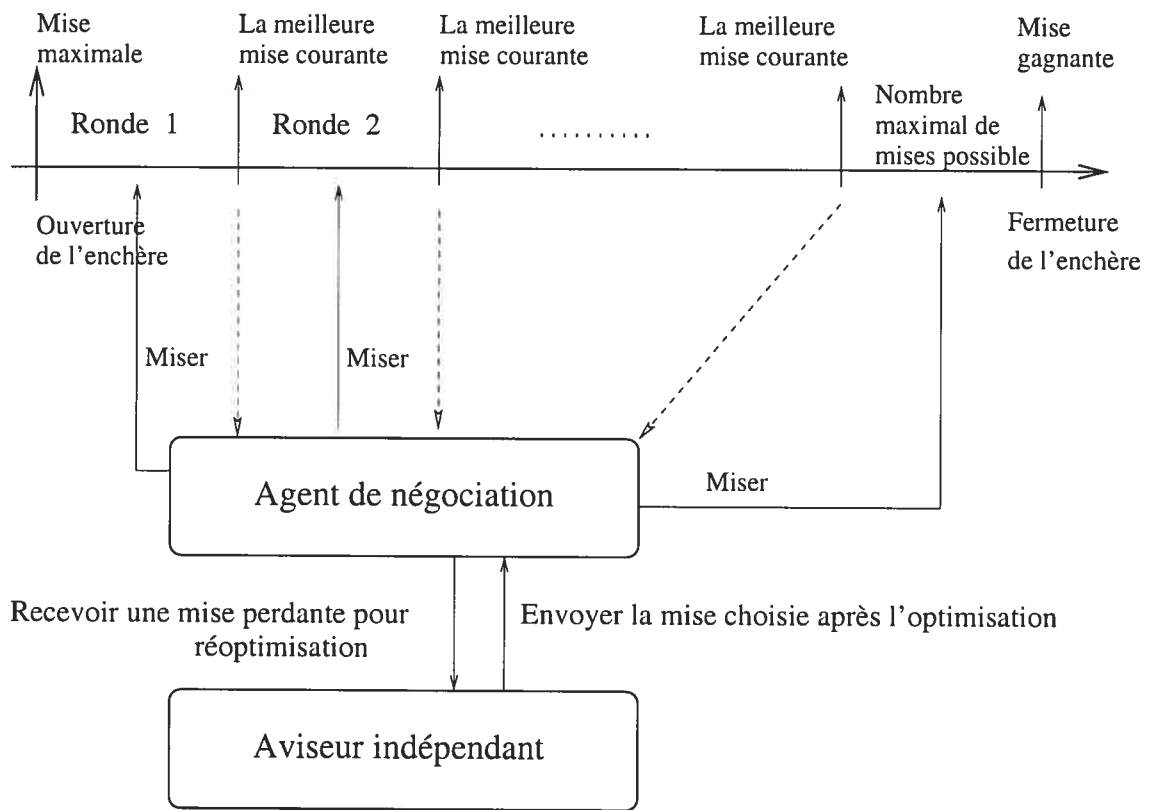 Mise
maximale
La meilleure
mise courante
La meilleure
mise courante
La meilleure
mise courante
Mise
gagnante
Ronde 1
Ronde 2
..........
Nombre
maximal de
mises possible
Ouverture
de l'enchère
Fermeture
de l'enchère
Miser
Miser
Miser
Agent de négociation
Recevoir une mise perdante pour
réoptimisation
Envoyer la mise choisie après l'optimisation
Aviseur indépendant